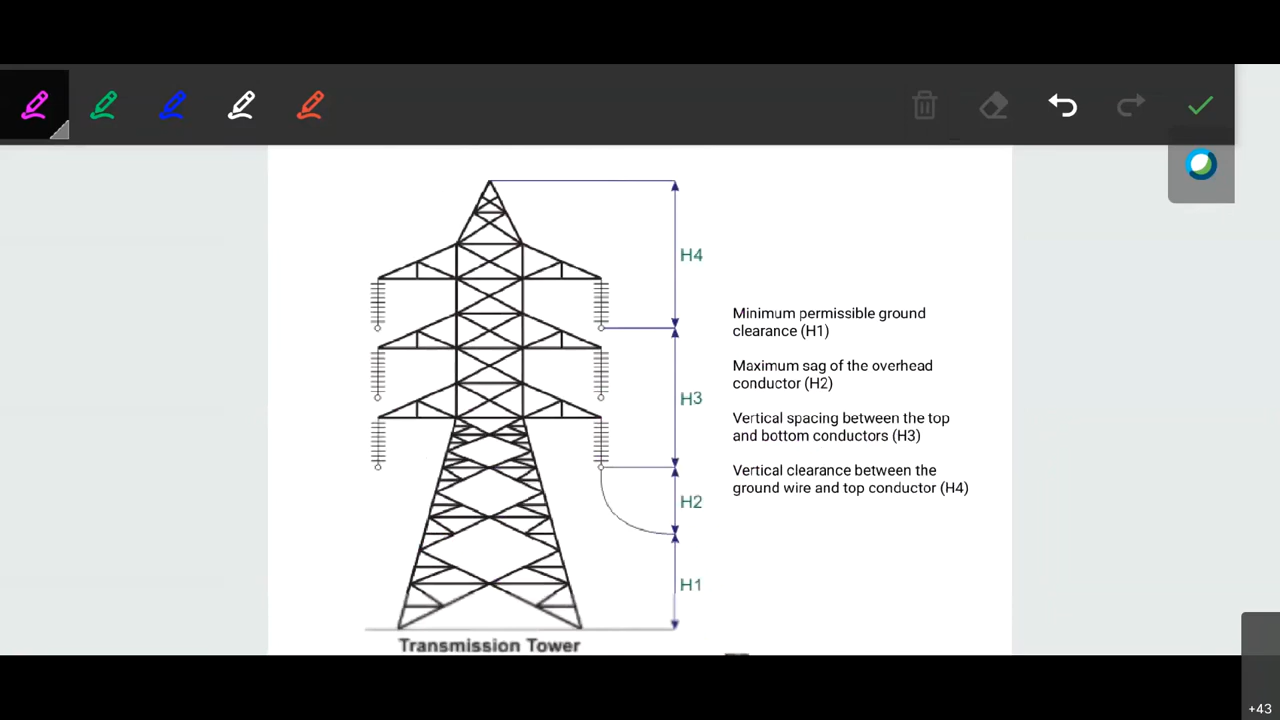 H4
Minimum permissible ground
clearance (H1)
Maximum sag of the overhead
conductor (H2)
H3
Vertical spacing between the top
and bottom conductors (H3)
Vertical clearance between the
ground wire and top conductor (H4)
H2
H1
Transmission Tower
+43